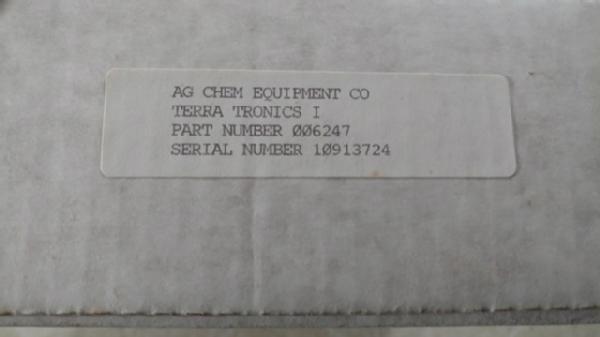 AG CHEM EQUIPMENT CO
TERRA TRONICS I
PART NUMBER 006247
SERIAL NUMBER 10913724